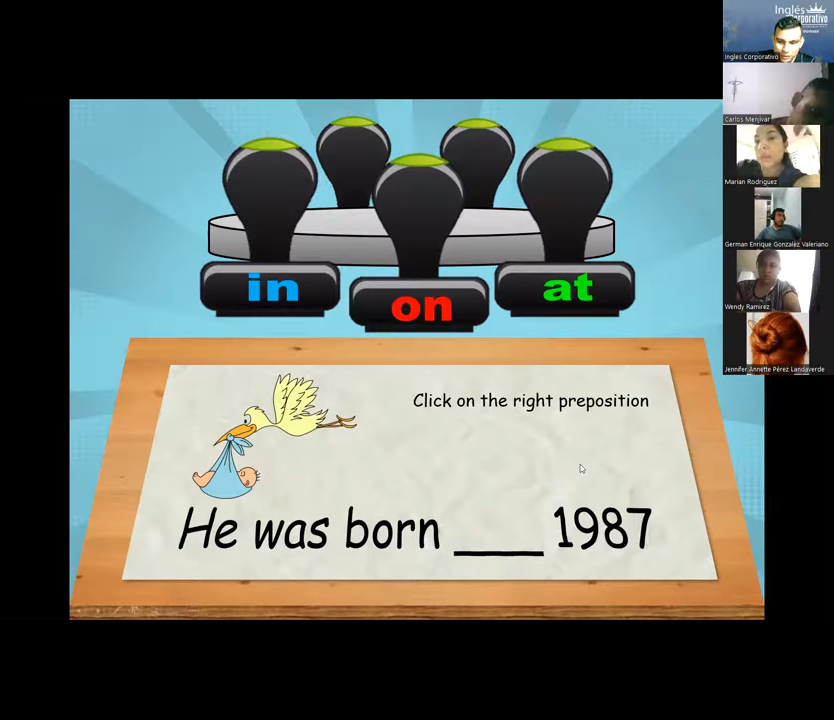 Inglés
Corporativo
Ingles Corporativo
Carlos Menjivar
Marian Rodriguez
German Enrique Gonzalez Valeriano
Wendy Ramirez
Jennifer Annette Pérez Landaverde
in
on
at
Click on the right preposition
He was born ____ 1987